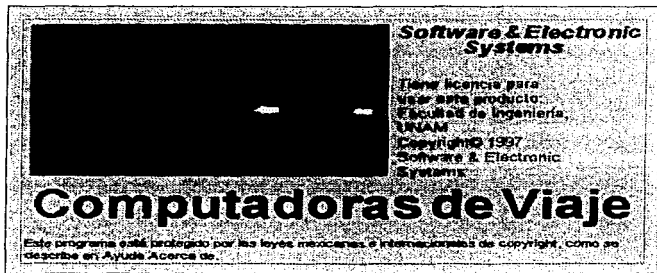 Software & Electronic
Systems
Tiene licencia para
usar este producto:
Facultad de Ingeniería,
UNAM
Copyright© 1997
Software & Electronic
Systems
Computadoras de Viaje
Este programa está protegido por las leyes mexicanas e internacionales de copyright, como se
describe en Ayuda Acerca de.